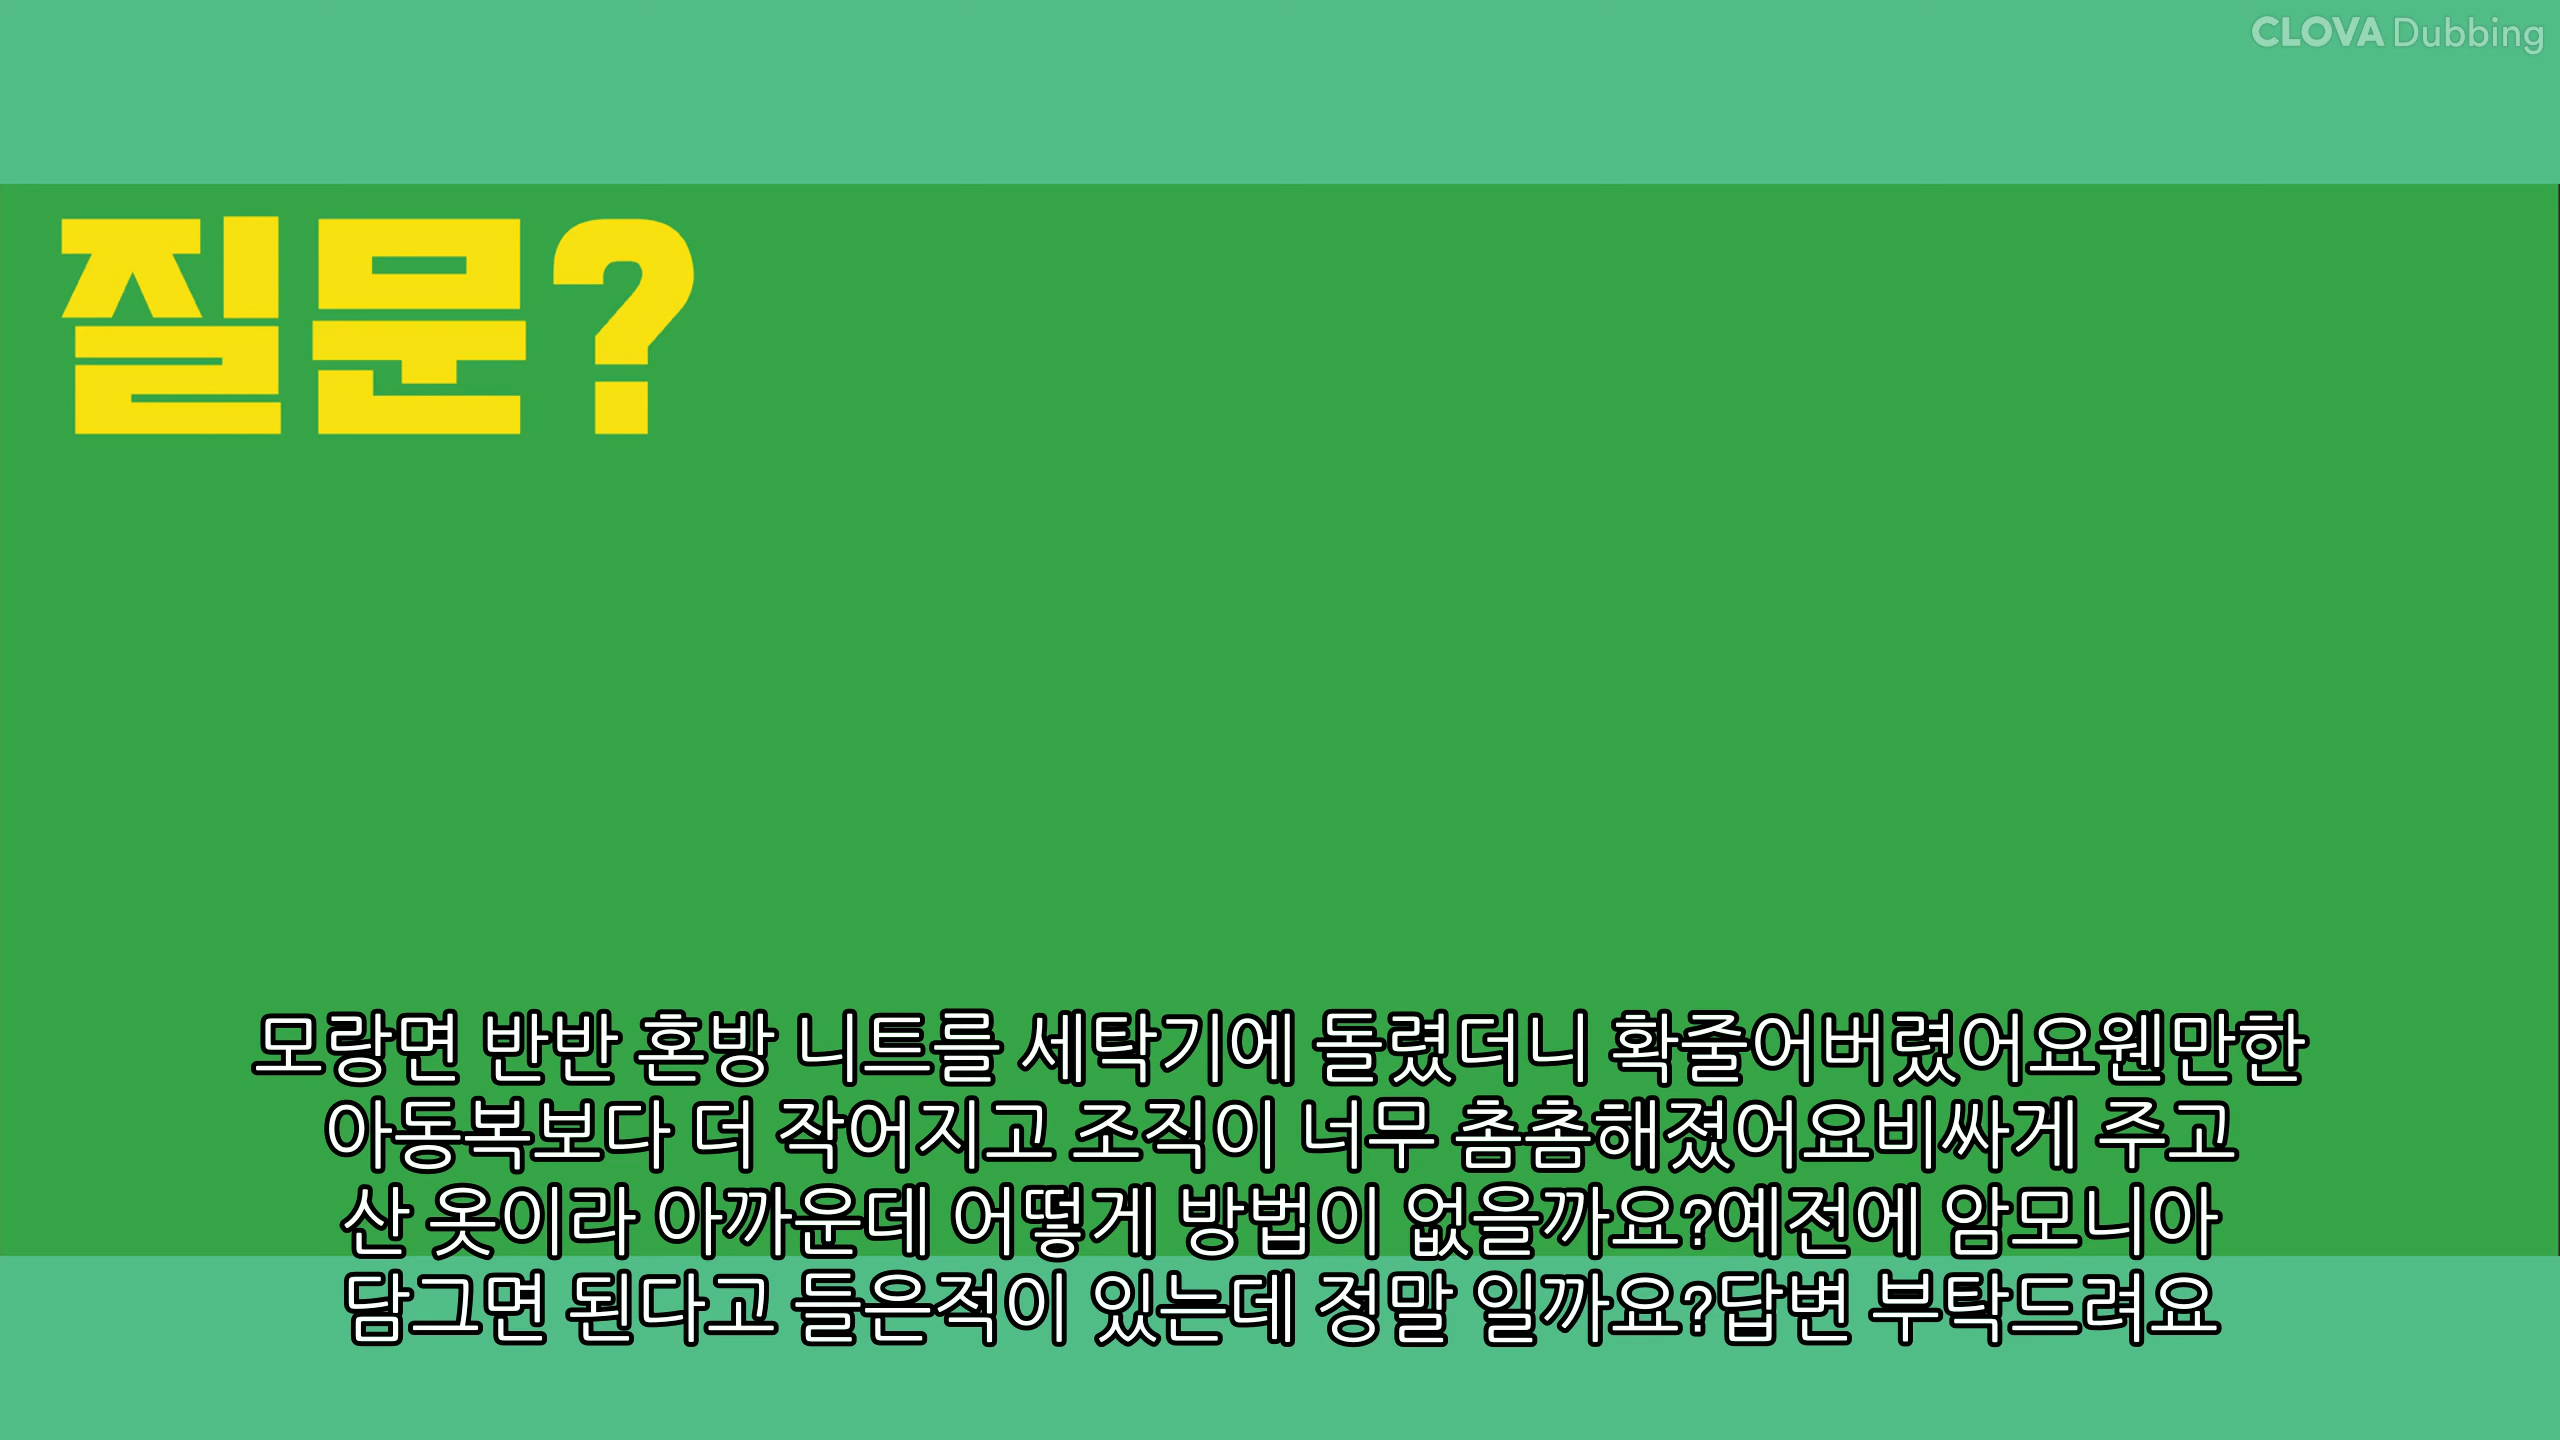 CLOVA Dubbing
질문?
모랑면 반반 혼방 니트를 세탁기에 돌렸더니 확줄어버렸어요웬만한
아동복보다 더 작어지고 조직이 너무 촘촘해졌어요비싸게 주고
산 옷이라 아까운데 어떻게 방법이 없을까요?예전에 암모니아
담그면 된다고 들은적이 있는데 정말 일까요?답변 부탁드려요